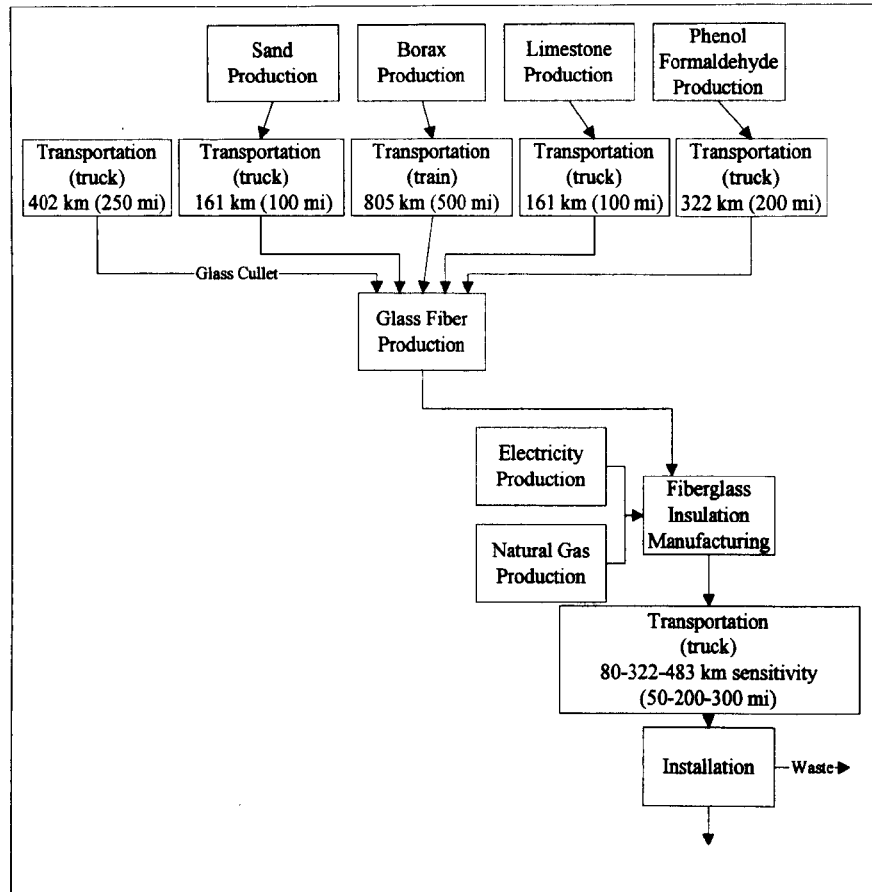 Sand
Production
Borax
Production
Limestone
Production
Phenol
Formaldehyde
Production
Transportation
(truck)
402 km (250 mi)
Transportation
(truck)
161 km (100 mi)
Transportation
(train)
805 km (500 mi)
Transportation
(truck)
161 km (100 mi)
Transportation
(truck)
322 km (200 mi)
Glass Cullet
Glass Fiber
Production
Electricity
Production
Natural Gas
Production
Fiberglass
Insulation
Manufacturing
Transportation
(truck)
80-322-483 km sensitivity
(50-200-300 mi)
Installation
Waste